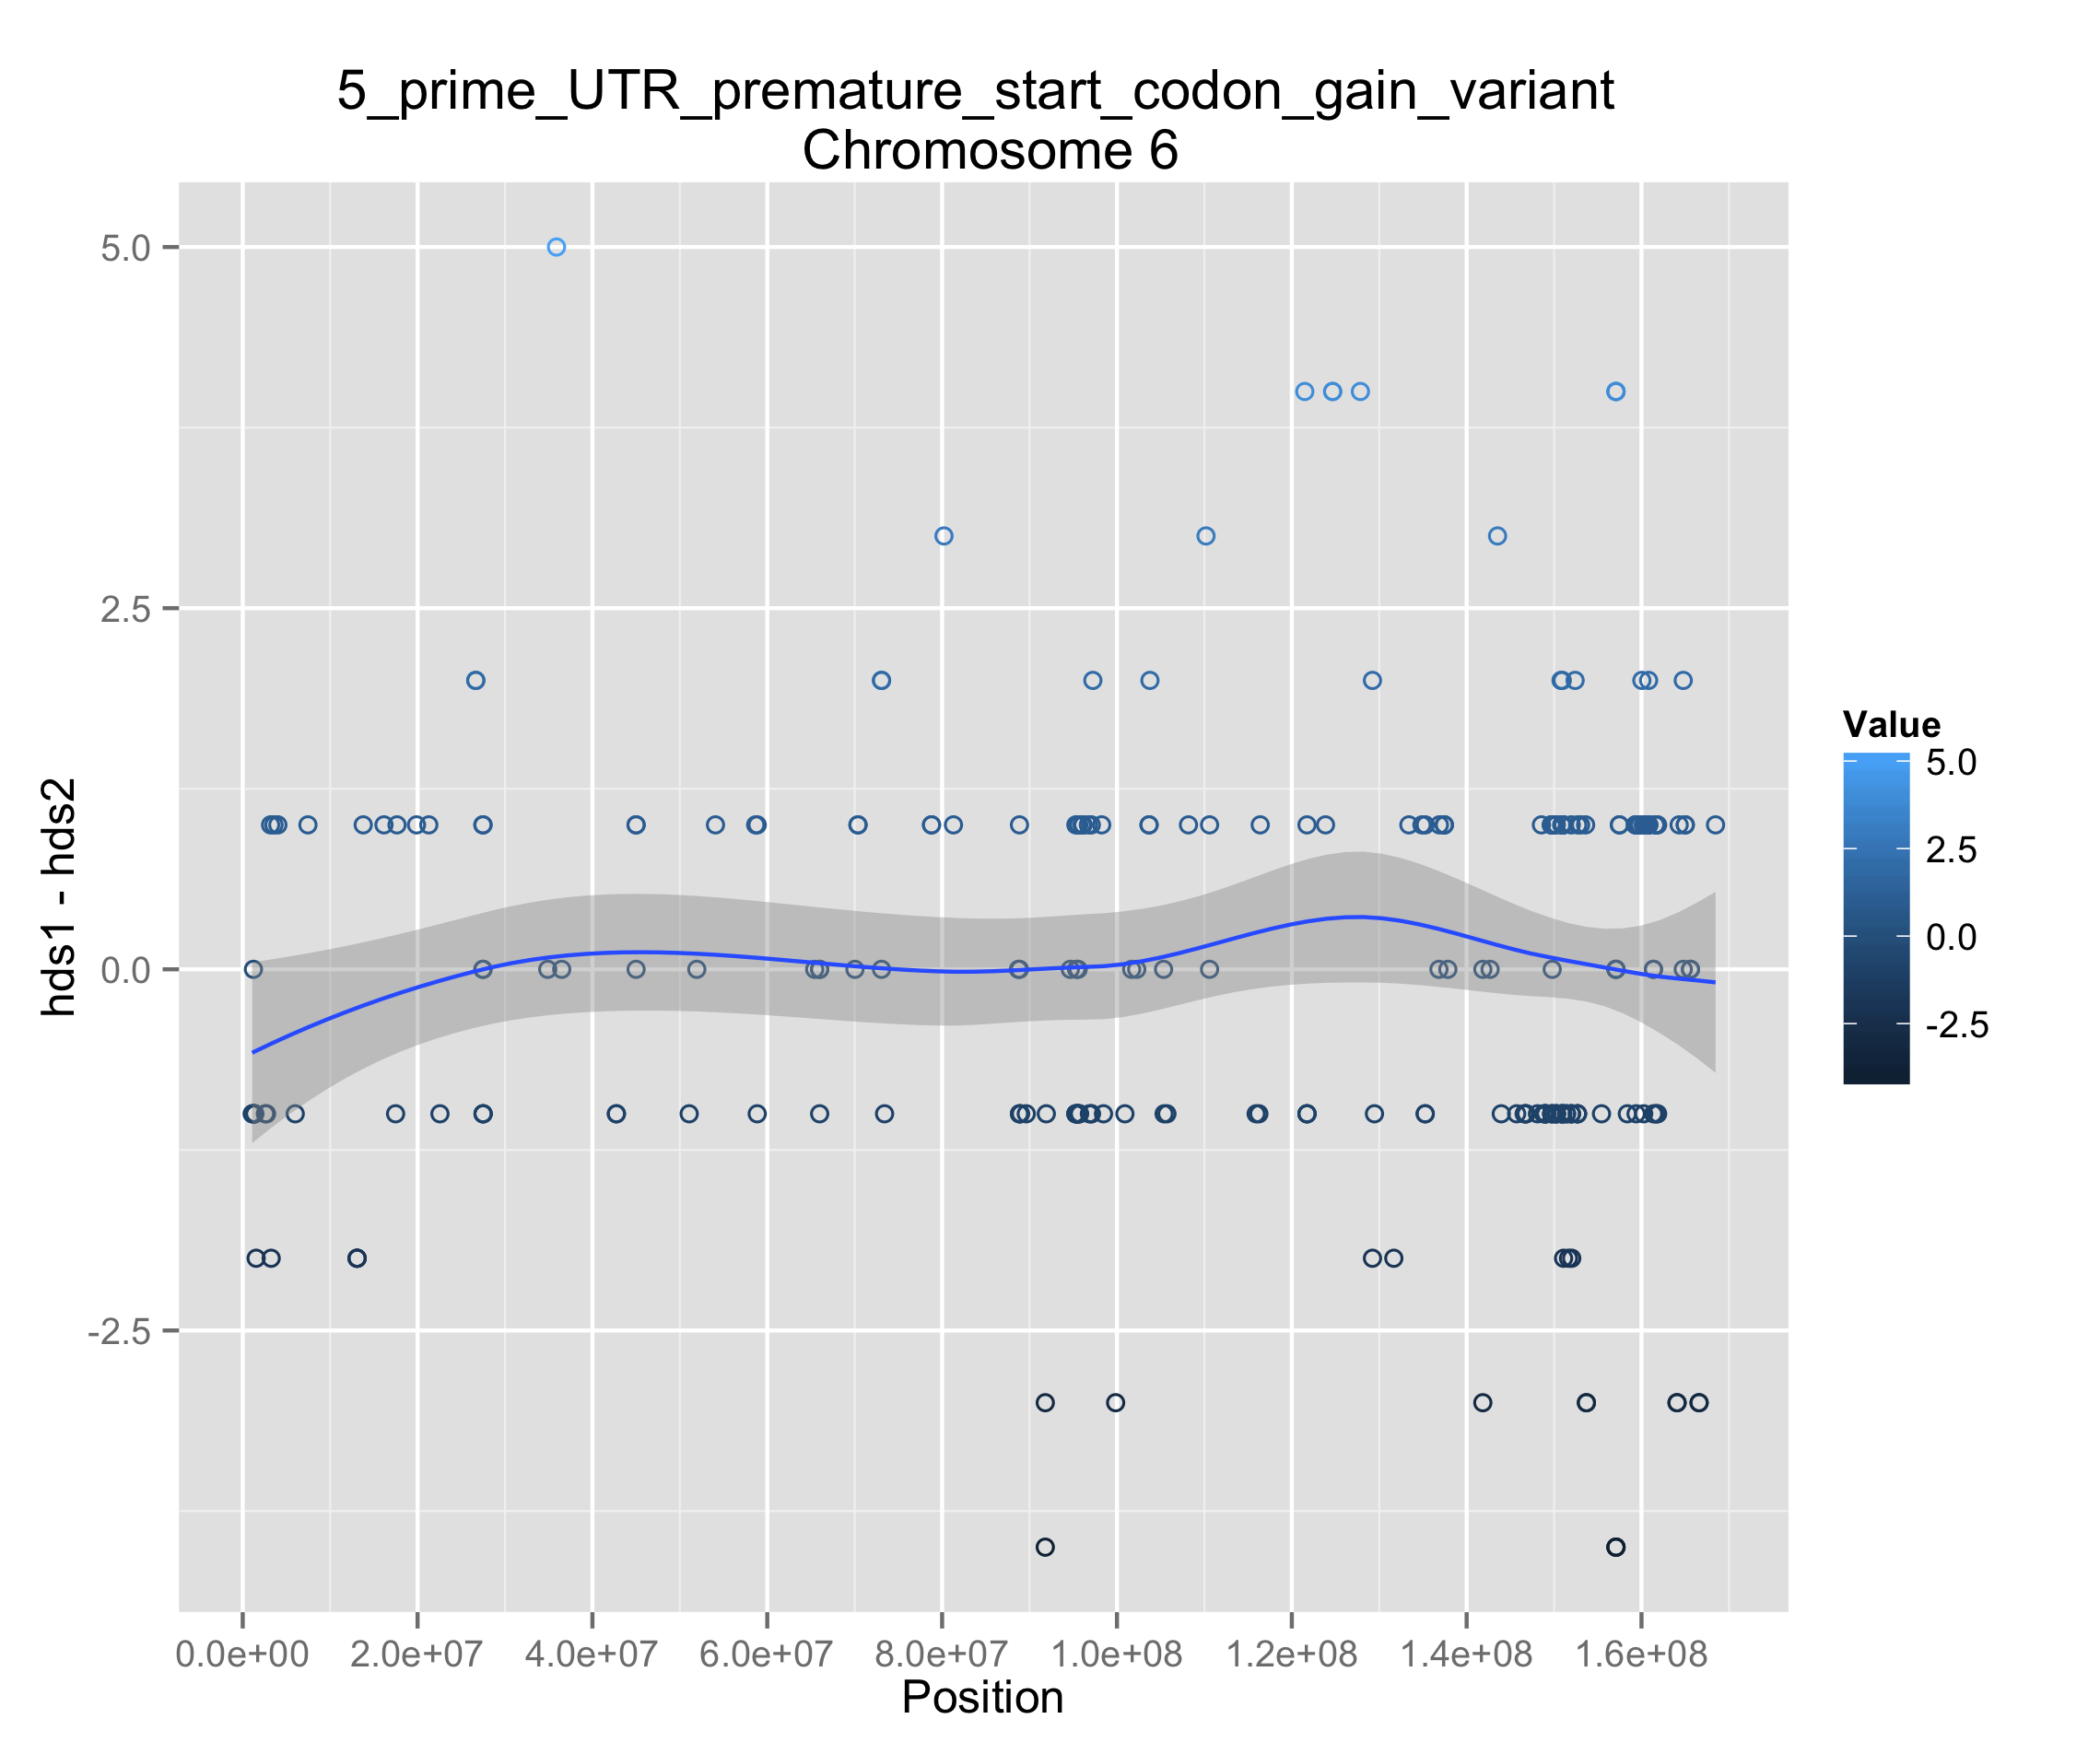 5_prime_UTR_premature_start_codon_gain_variant
Chromosome 6
hds1 - hds2
5.0
2.5
0.0
-2.5
0.0e+00 2.0e+07 4.0e+07 6.0e+07 8.0e+07 1.0e+08 1.2e+08 1.4e+08 1.6e+08
Position
Value
5.0
2.5
0.0
-2.5